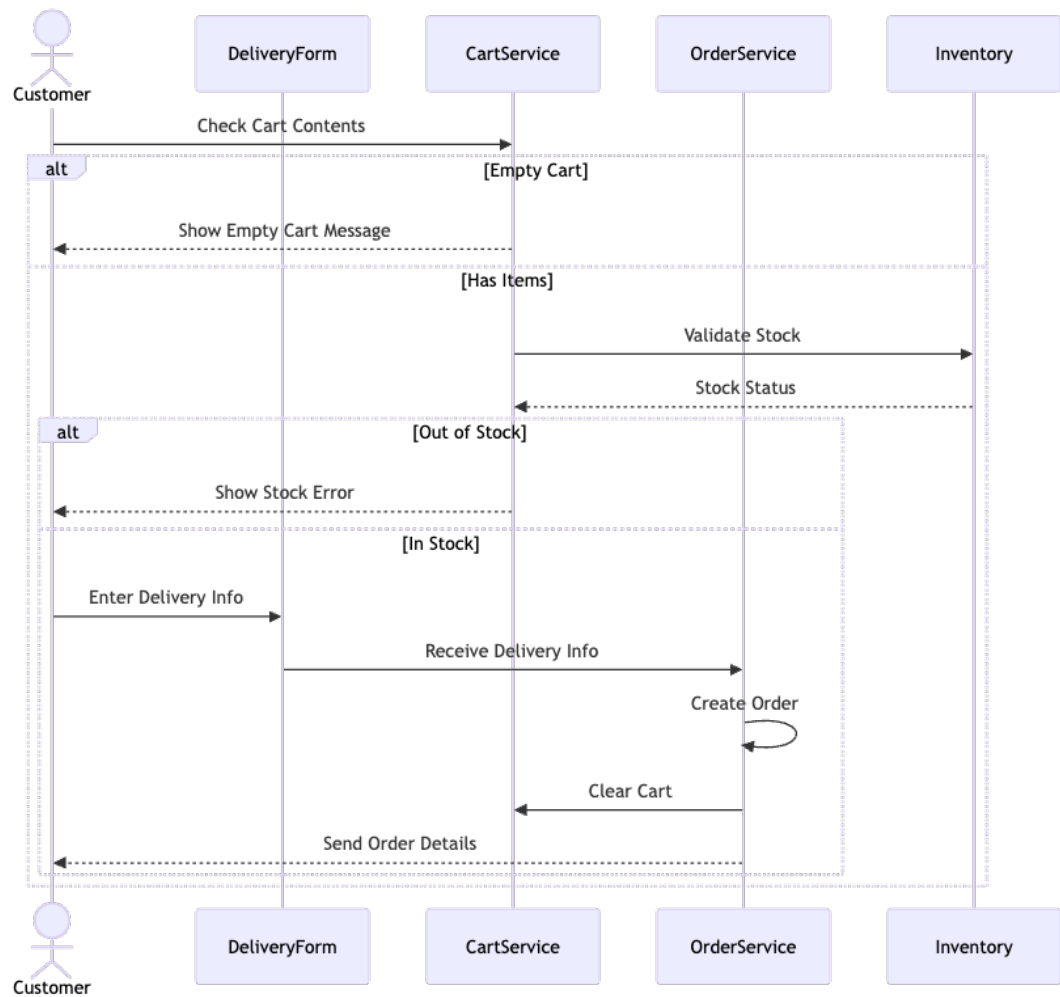 DeliveryForm
CartService
OrderService
Inventory
Customer
Check Cart Contents
alt
[Empty Cart]
Show Empty Cart Message
[Has Items]
Validate Stock
Stock Status
alt
[Out of Stock]
Show Stock Error
[In Stock]
Enter Delivery Info
Receive Delivery Info
Create Order
Clear Cart
Send Order Details
DeliveryForm
CartService
OrderService
Inventory
Customer